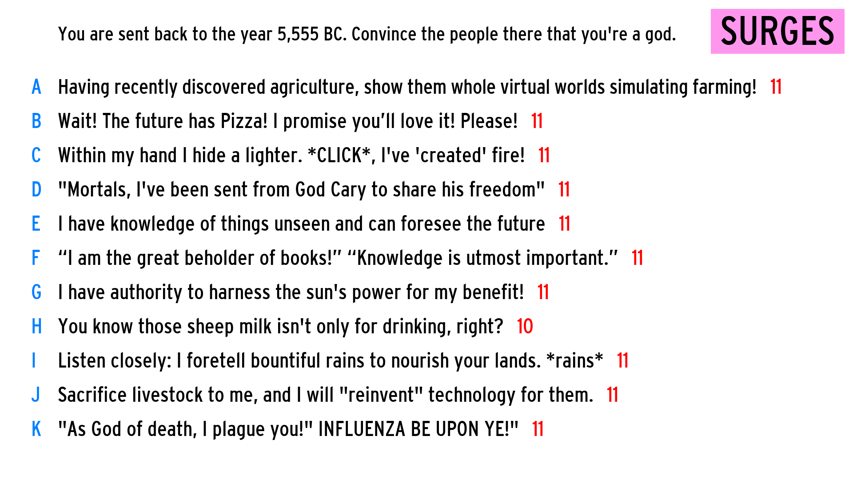 You are sent back to the year 5,555 BC. Convince the people there that you're a god.
SURGES
A Having recently discovered agriculture, show them whole virtual worlds simulating farming! 11
B Wait! The future has Pizza! I promise you’ll love it! Please! 11
C Within my hand I hide a lighter. *CLICK*, I've 'created' fire! 11
D "Mortals, I've been sent from God Cary to share his freedom" 11
E I have knowledge of things unseen and can foresee the future 11
F “I am the great beholder of books!” “Knowledge is utmost important.” 11
G I have authority to harness the sun's power for my benefit! 11
H You know those sheep milk isn't only for drinking, right? 10
I Listen closely: I foretell bountiful rains to nourish your lands. *rains* 11
J Sacrifice livestock to me, and I will "reinvent" technology for them. 11
K "As God of death, I plague you!" INFLUENZA BE UPON YE!" 11